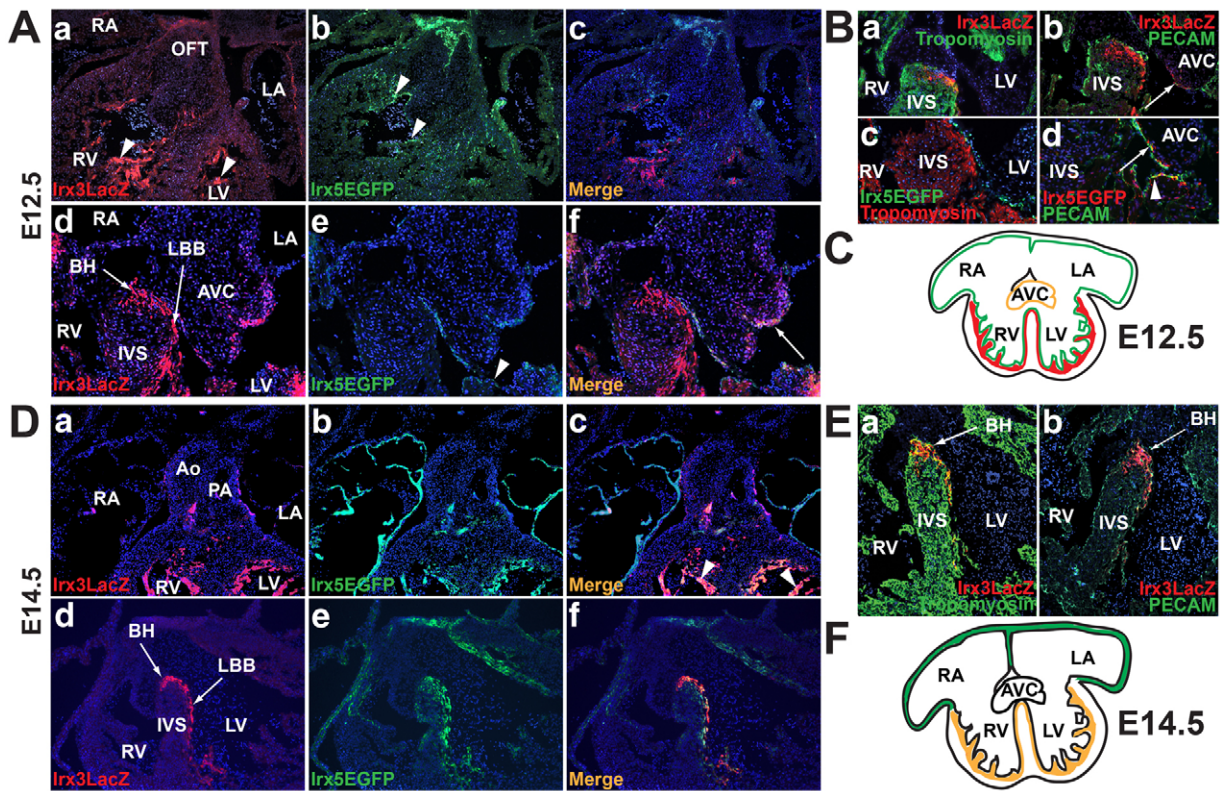 A
E12.5
a
RA
OFT
LA
RV
LV
Irx3LacZ
b
Irx5EGFP
c
Merge
d
RA
LA
BH
LBB
AVC
RV
IVS
LV
Irx3LacZ
e
Irx5EGFP
f
Merge
B
a
Irx3LacZ
Tropomyosin
RV
IVS
LV
b
Irx3LacZ
PECAM
AVC
IVS
c
RV
IVS
LV
Irx5EGFP
Tropomyosin
d
AVC
IVS
Irx5EGFP
PECAM
C
RA
LA
AVC
RV
LV
E12.5
D
E14.5
a
Ao
PA
RA
LA
RV
LV
Irx3LacZ
b
Irx5EGFP
c
Merge
d
BH
LBB
IVS
LV
RV
Irx3LacZ
e
Irx5EGFP
f
Merge
E
a
BH
IVS
LV
RV
Irx3LacZ
Tropomyosin
b
BH
RV
IVS
LV
Irx3LacZ
PECAM
F
RA
LA
AVC
RV
LV
E14.5